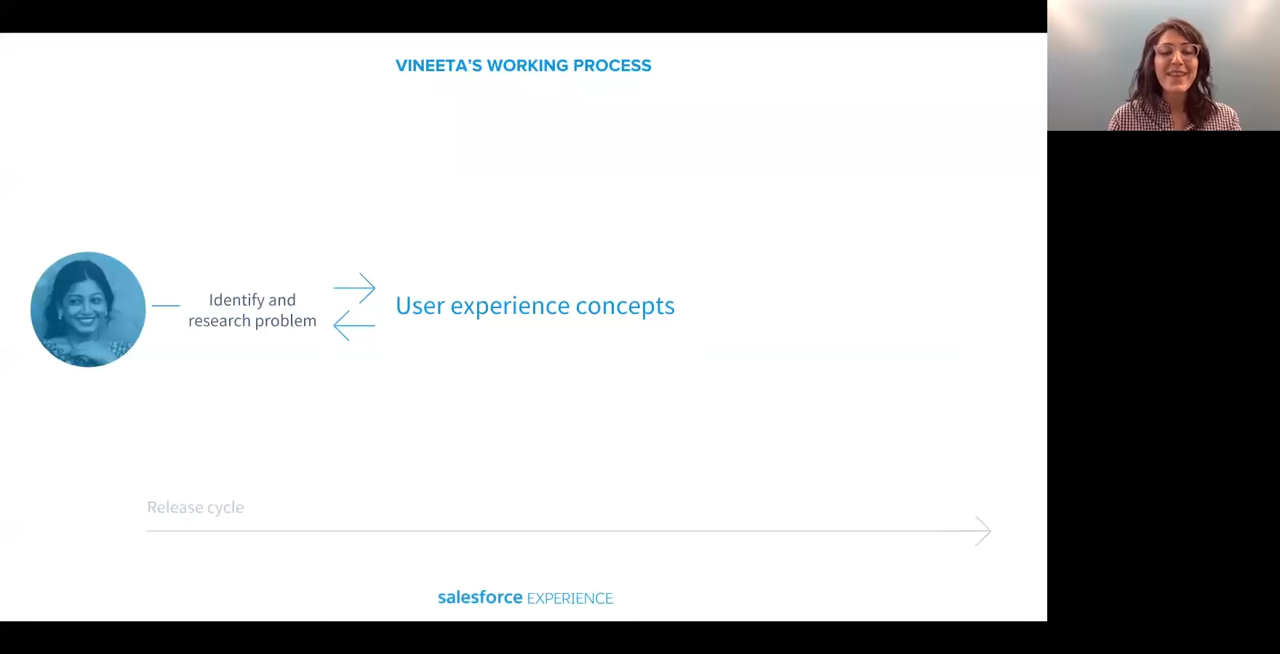 VINEETA'S WORKING PROCESS
Identify and
research problem
User experience concepts
Release cycle
salesforce EXPERIENCE